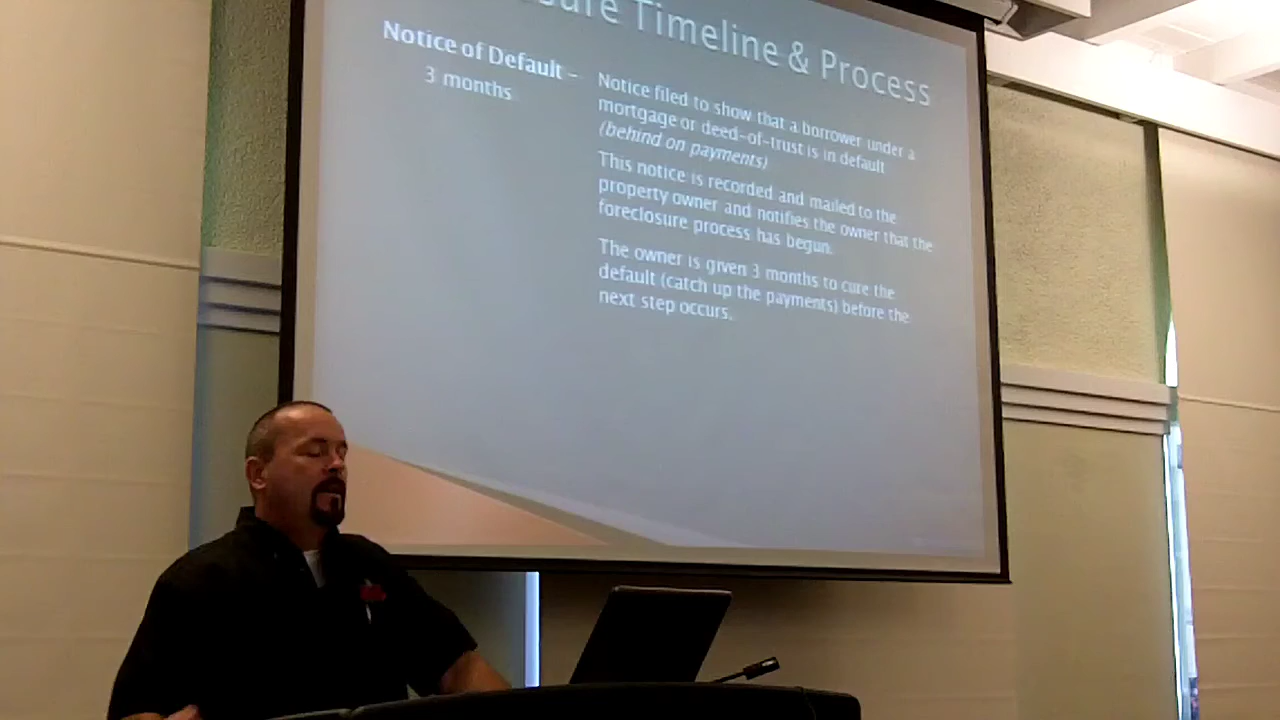 Timeline & Process
Notice of Default –
3 months
Notice filed to show that a borrower under a
mortgage or deed-of-trust is in default
(behind on payments)
This notice is recorded and mailed to the
property owner and notifies the owner that the
foreclosure process has begun.
The owner is given 3 months to cure the
default (catch up the payments) before the
next step occurs.